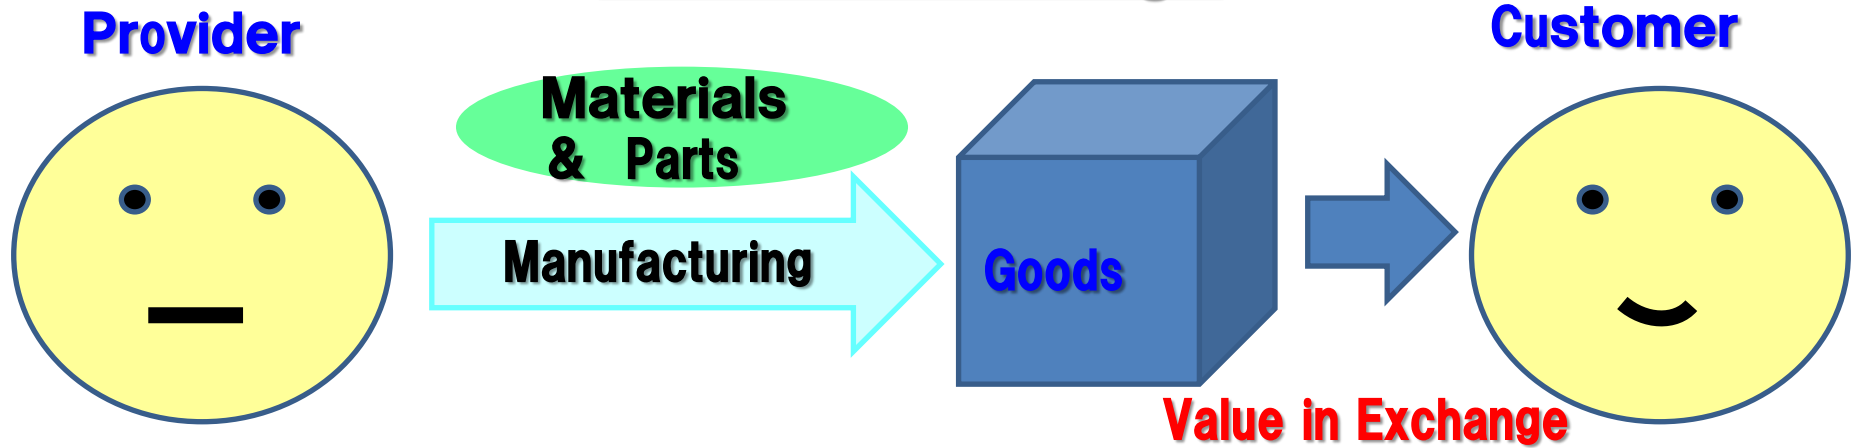 Provider
Customer
Materials
& Parts
Manufacturing
Goods
Value in Exchange